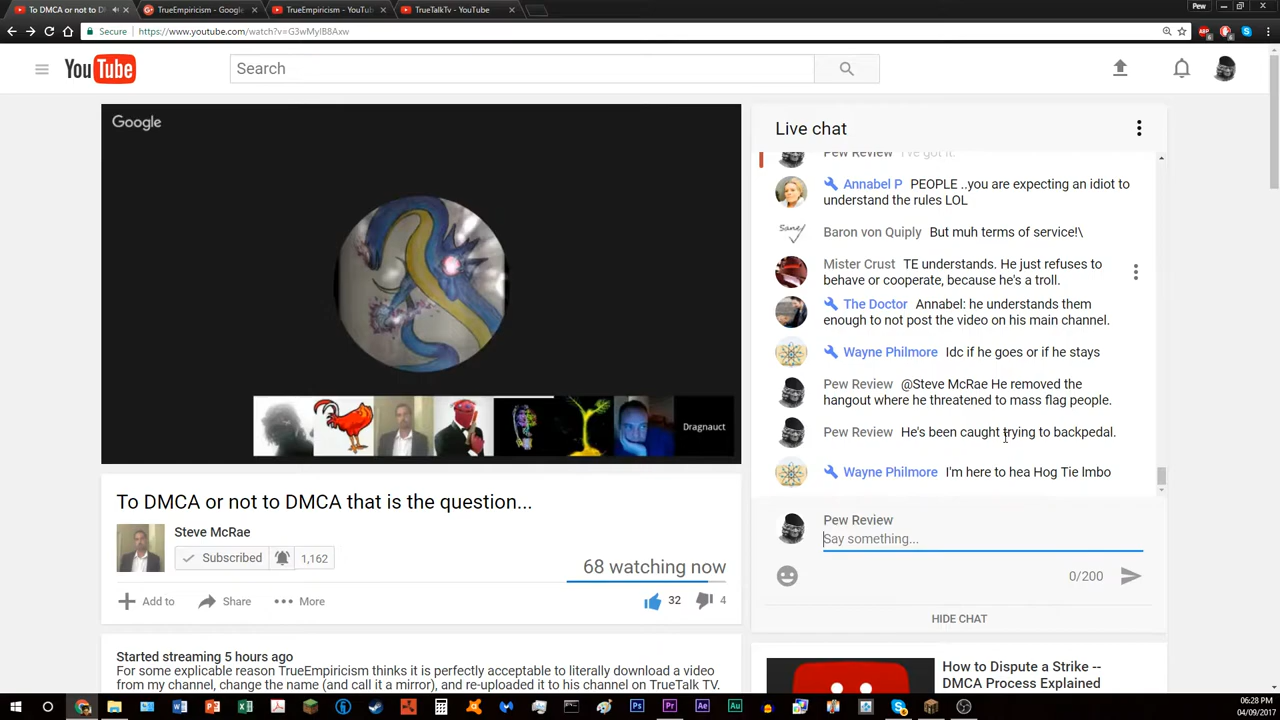 To DMCA or not to D
TrueEmpiricism - Google
TrueEmpiricism - YouTub
TrueTalkTv - YouTube
Pew
Secure
https://www.youtube.com/watch?v=G3wMyIB8Axw
YouTube
Search
Google
Live chat
Pew Review I've got it.
Annabel P PEOPLE ..you are expecting an idiot to
understand the rules LOL
Baron von Quiply But muh terms of service!\
Mister Crust TE understands. He just refuses to
behave or cooperate, because he's a troll.
The Doctor Annabel: he understands them
enough to not post the video on his main channel.
Wayne Philmore Idc if he goes or if he stays
Pew Review @Steve McRae He removed the
hangout where he threatened to mass flag people.
Pew Review He's been caught trying to backpedal.
Wayne Philmore I'm here to hea Hog Tie Imbo
Dragnauct
Pew Review
Say something...
0/200
HIDE CHAT
To DMCA or not to DMCA that is the question...
Steve McRae
Subscribed 1,162
68 watching now
Add to Share More
32 4
Started streaming 5 hours ago
For some explicable reason TrueEmpiricism thinks it is perfectly acceptable to literally download a video
from my channel, change the name (and call it a mirror), and re-uploaded it to his channel on TrueTalk TV.
How to Dispute a Strike --
DMCA Process Explained
06:28 PM
04/09/2017